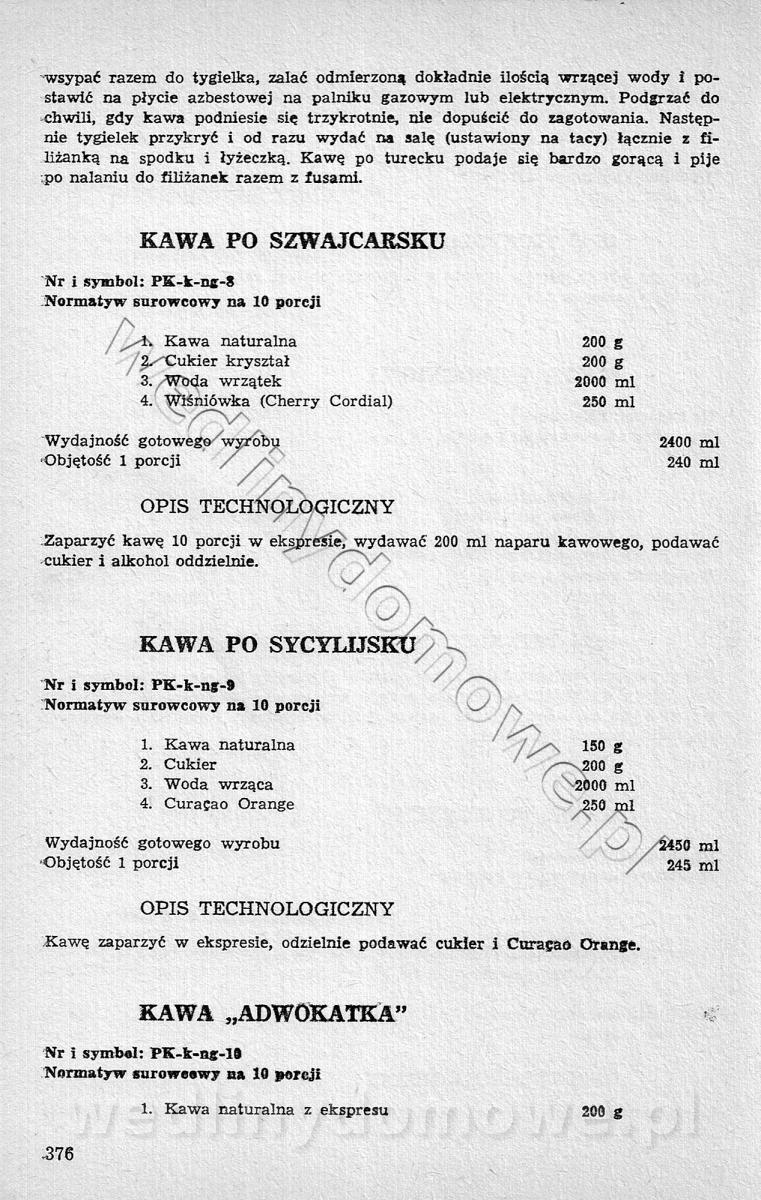 wsypać razem do tygielka, zalać odmierzoną dokładnie ilością wrzącej wody i po-
stawić na płycie azbestowej na palniku gazowym lub elektrycznym. Podgrzać do
chwili, gdy kawa podniesie się trzykrotnie, nie dopuścić do zagotowania. Następ-
nie tygielek przykryć i od razu wydać na salę (ustawiony na tacy) łącznie z fi-
liżanką na spodku i łyżeczką. Kawę po turecku podaje się bardzo gorącą i pije
po nalaniu do filiżanek razem z fusami.
KAWA PO SZWAJCARSKU
Nr i symbol: PK-k-ng-8
Normatyw surowcowy na 10 porcji
1. Kawa naturalna 200 g
2. Cukier kryształ 200 g
3. Woda wrzątek 2000 ml
4. Wiśniówka (Cherry Cordial) 250 ml
Wydajność gotowego wyrobu 2400 ml
Objętość 1 porcji 240 ml
OPIS TECHNOLOGICZNY
Zaparzyć kawę 10 porcji w ekspresie, wydawać 200 ml naparu kawowego, podawać
cukier i alkohol oddzielnie.
KAWA PO SYCYLIJSKU
Nr i symbol: PK-k-ng-9
Normatyw surowcowy na 10 porcji
1. Kawa naturalna 150 g
2. Cukier 200 g
3. Woda wrząca 2000 ml
4. Curaçao Orange 250 ml
Wydajność gotowego wyrobu 2450 ml
Objętość 1 porcji 245 ml
OPIS TECHNOLOGICZNY
Kawę zaparzyć w ekspresie, odzielnie podawać cukier i Curaçao Orange.
KAWA „ADWOKATKA”
Nr i symbol: PK-k-ng-10
Normatyw surowcowy na 10 porcji
1. Kawa naturalna z ekspresu 200 g
376
wedlinydomowe.pl
wedlinydomowe.pl